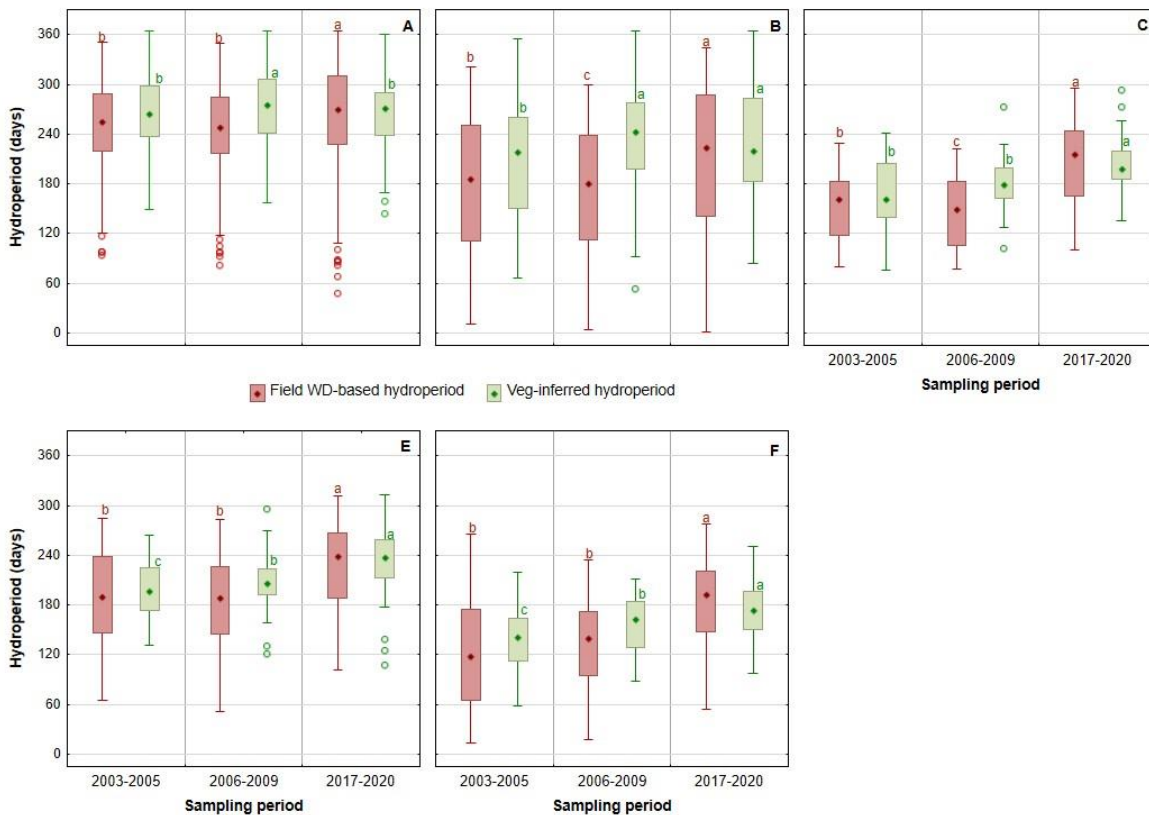 A
B
C
Hydroperiod (days)
360
300
240
180
120
60
0
b
b
b
a
a
b
b
b
c
a
a
a
b
b
c
b
a
a
2003-2005
2006-2009
2017-2020
Sampling period
Field WD-based hydroperiod
Veg-inferred hydroperiod
E
F
Hydroperiod (days)
360
300
240
180
120
60
0
b
c
b
b
a
a
b
c
b
b
a
a
2003-2005
2006-2009
2017-2020
2003-2005
2006-2009
2017-2020
Sampling period
Sampling period